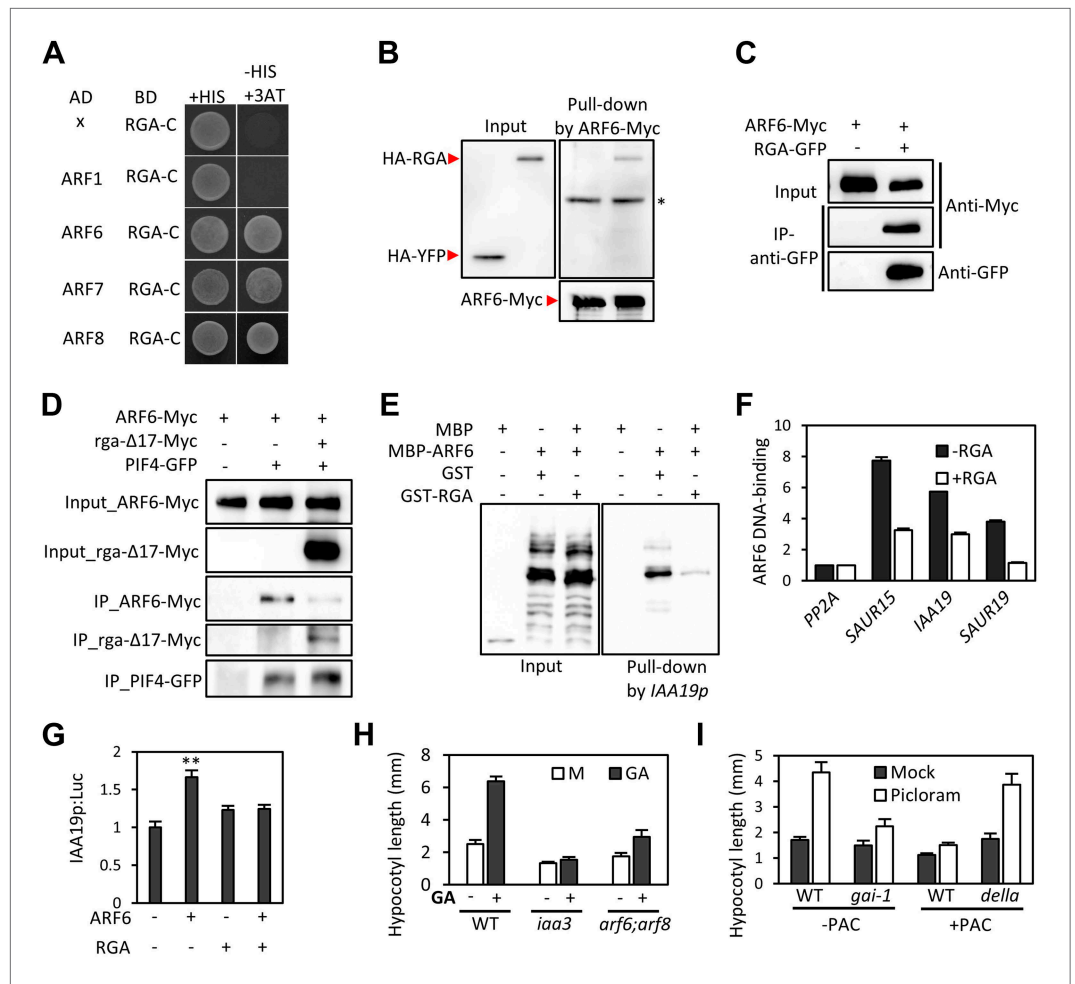 A
-HIS
AD BD +HIS +3AT
x RGA-C
ARF1 RGA-C
ARF6 RGA-C
ARF7 RGA-C
ARF8 RGA-C
B
Pull-down
Input by ARF6-Myc
HA-RGA
*
HA-YFP
ARF6-Myc
C
ARF6-Myc + +
RGA-GFP - +
Input
Anti-Myc
IP-
anti-GFP
Anti-GFP
D
ARF6-Myc + + +
rga-Δ17-Myc - - +
PIF4-GFP - + +
Input_ARF6-Myc
Input_rga-Δ17-Myc
IP_ARF6-Myc
IP_rga-Δ17-Myc
IP_PIF4-GFP
E
MBP + - + + - +
MBP-ARF6 - + + - + +
GST - + - - + -
GST-RGA - - + - - +
Input
Pull-down
by IAA19p
F
ARF6 DNA-binding
10
8
6
4
2
0
-RGA
+RGA
PP2A
SAUR15
IAA19
SAUR19
G
IAA19p:Luc
2
1.5
1
0.5
0
**
ARF6 - + - +
RGA - - + +
H
Hypocotyl length (mm)
8
6
4
2
0
M GA
GA - + - + - +
WT iaa3 arf6;arf8
I
Hypocotyl length (mm)
5
4
3
2
1
0
Mock
Picloram
WT gai-1 WT della
-PAC +PAC